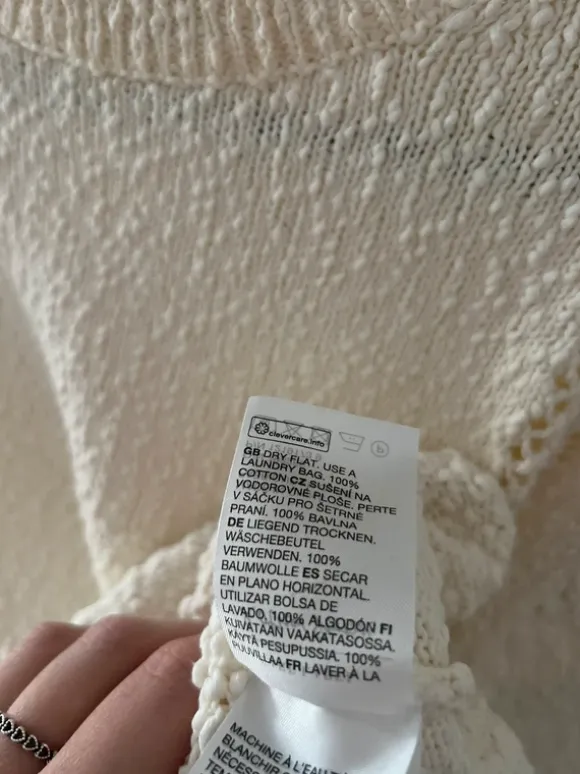 clevercare.info
GB DRY FLAT. USE A
LAUNDRY BAG. 100%
COTTON CZ SUŠENÍ NA
VODOROVNÉ PLOŠE. PERTE
V SÁČKU PRO ŠETRNÉ
PRANÍ. 100% BAVLNA
DE LIEGEND TROCKNEN.
WÄSCHEBEUTEL
VERWENDEN. 100%
BAUMWOLLE ES SECAR
EN PLANO HORIZONTAL.
UTILIZAR BOLSA DE
LAVADO. 100% ALGODÓN FI
KUIVATAAN VAAKATASOSSA.
KÄYTÄ PESUPUSSIA. 100%
PUUVILLAA FR LAVER À LA
MACHINE À L'EAU
BLANCHIR